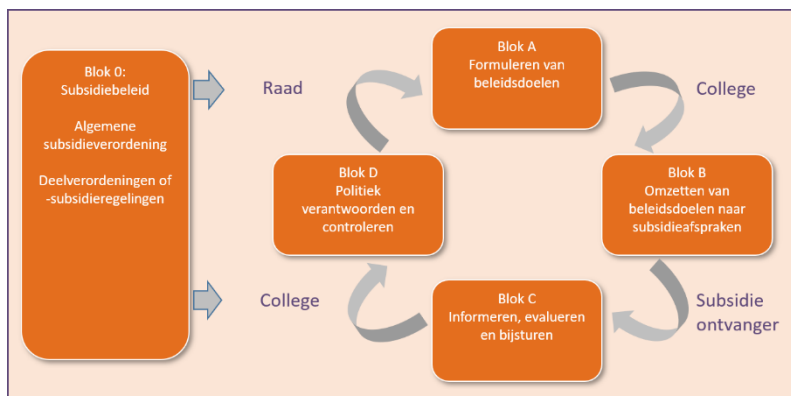 Blok 0:
Subsidiebeleid
Algemene
subsidieverordening
Deelverordeningen of
-subsidieregelingen
Raad
Blok A
Formuleren van
beleidsdoelen
College
Blok B
Omzetten van
beleidsdoelen naar
subsidieafspraken
Subsidie
ontvanger
Blok C
Informeren, evalueren
en bijsturen
College
Blok D
Politiek
verantwoorden en
controleren